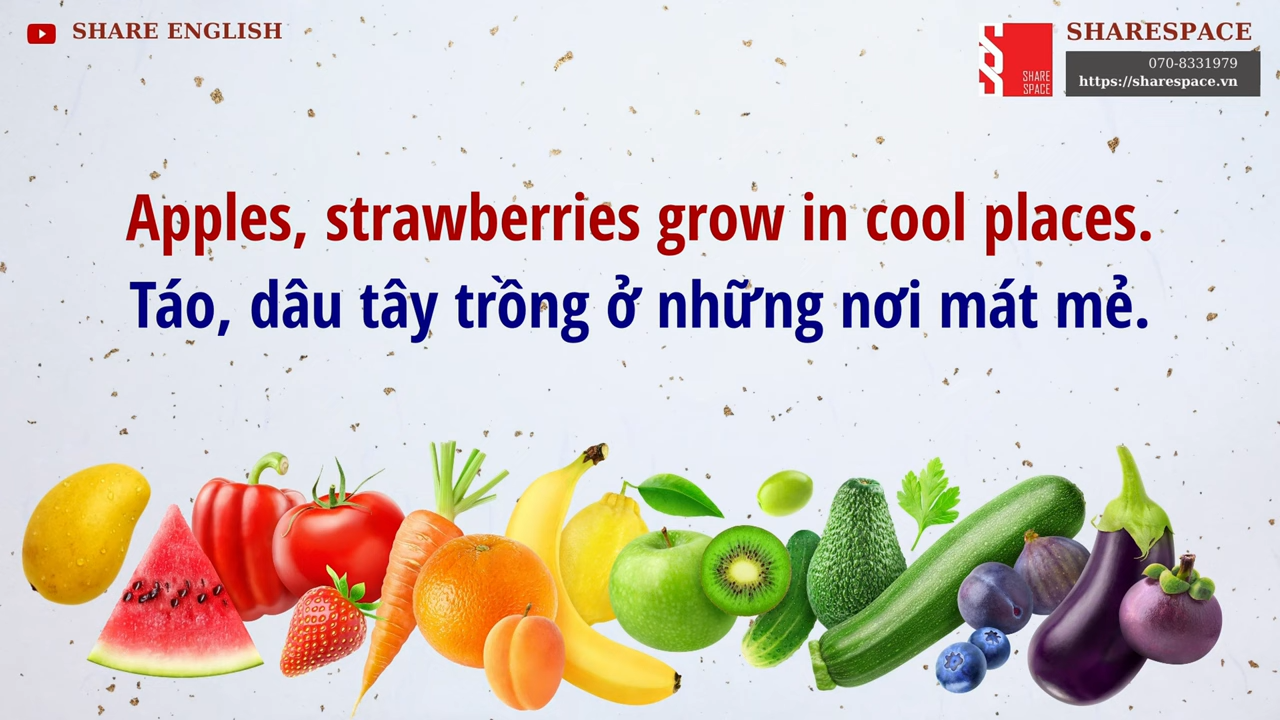 SHARE ENGLISH
SHARESPACE
SHARE
SPACE
070-8331979
https://sharespace.vn
Apples, strawberries grow in cool places.
Táo, dâu tây trồng ở những nơi mát mẻ.